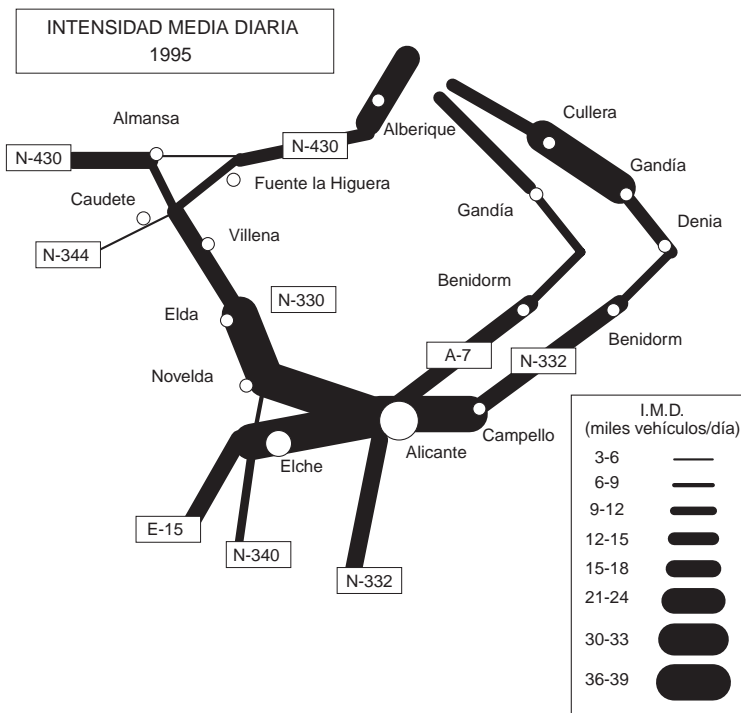 INTENSIDAD MEDIA DIARIA
1995
Almansa
N-430
N-430
Alberique
Cullera
Fuente la Higuera
Gandía
Caudete
Gandía
Villena
Denia
N-344
Benidorm
N-330
Elda
Benidorm
A-7
N-332
Novelda
Campello
Alicante
Elche
E-15
N-340
N-332
I.M.D.
(miles vehículos/día)
3-6
6-9
9-12
12-15
15-18
21-24
30-33
36-39